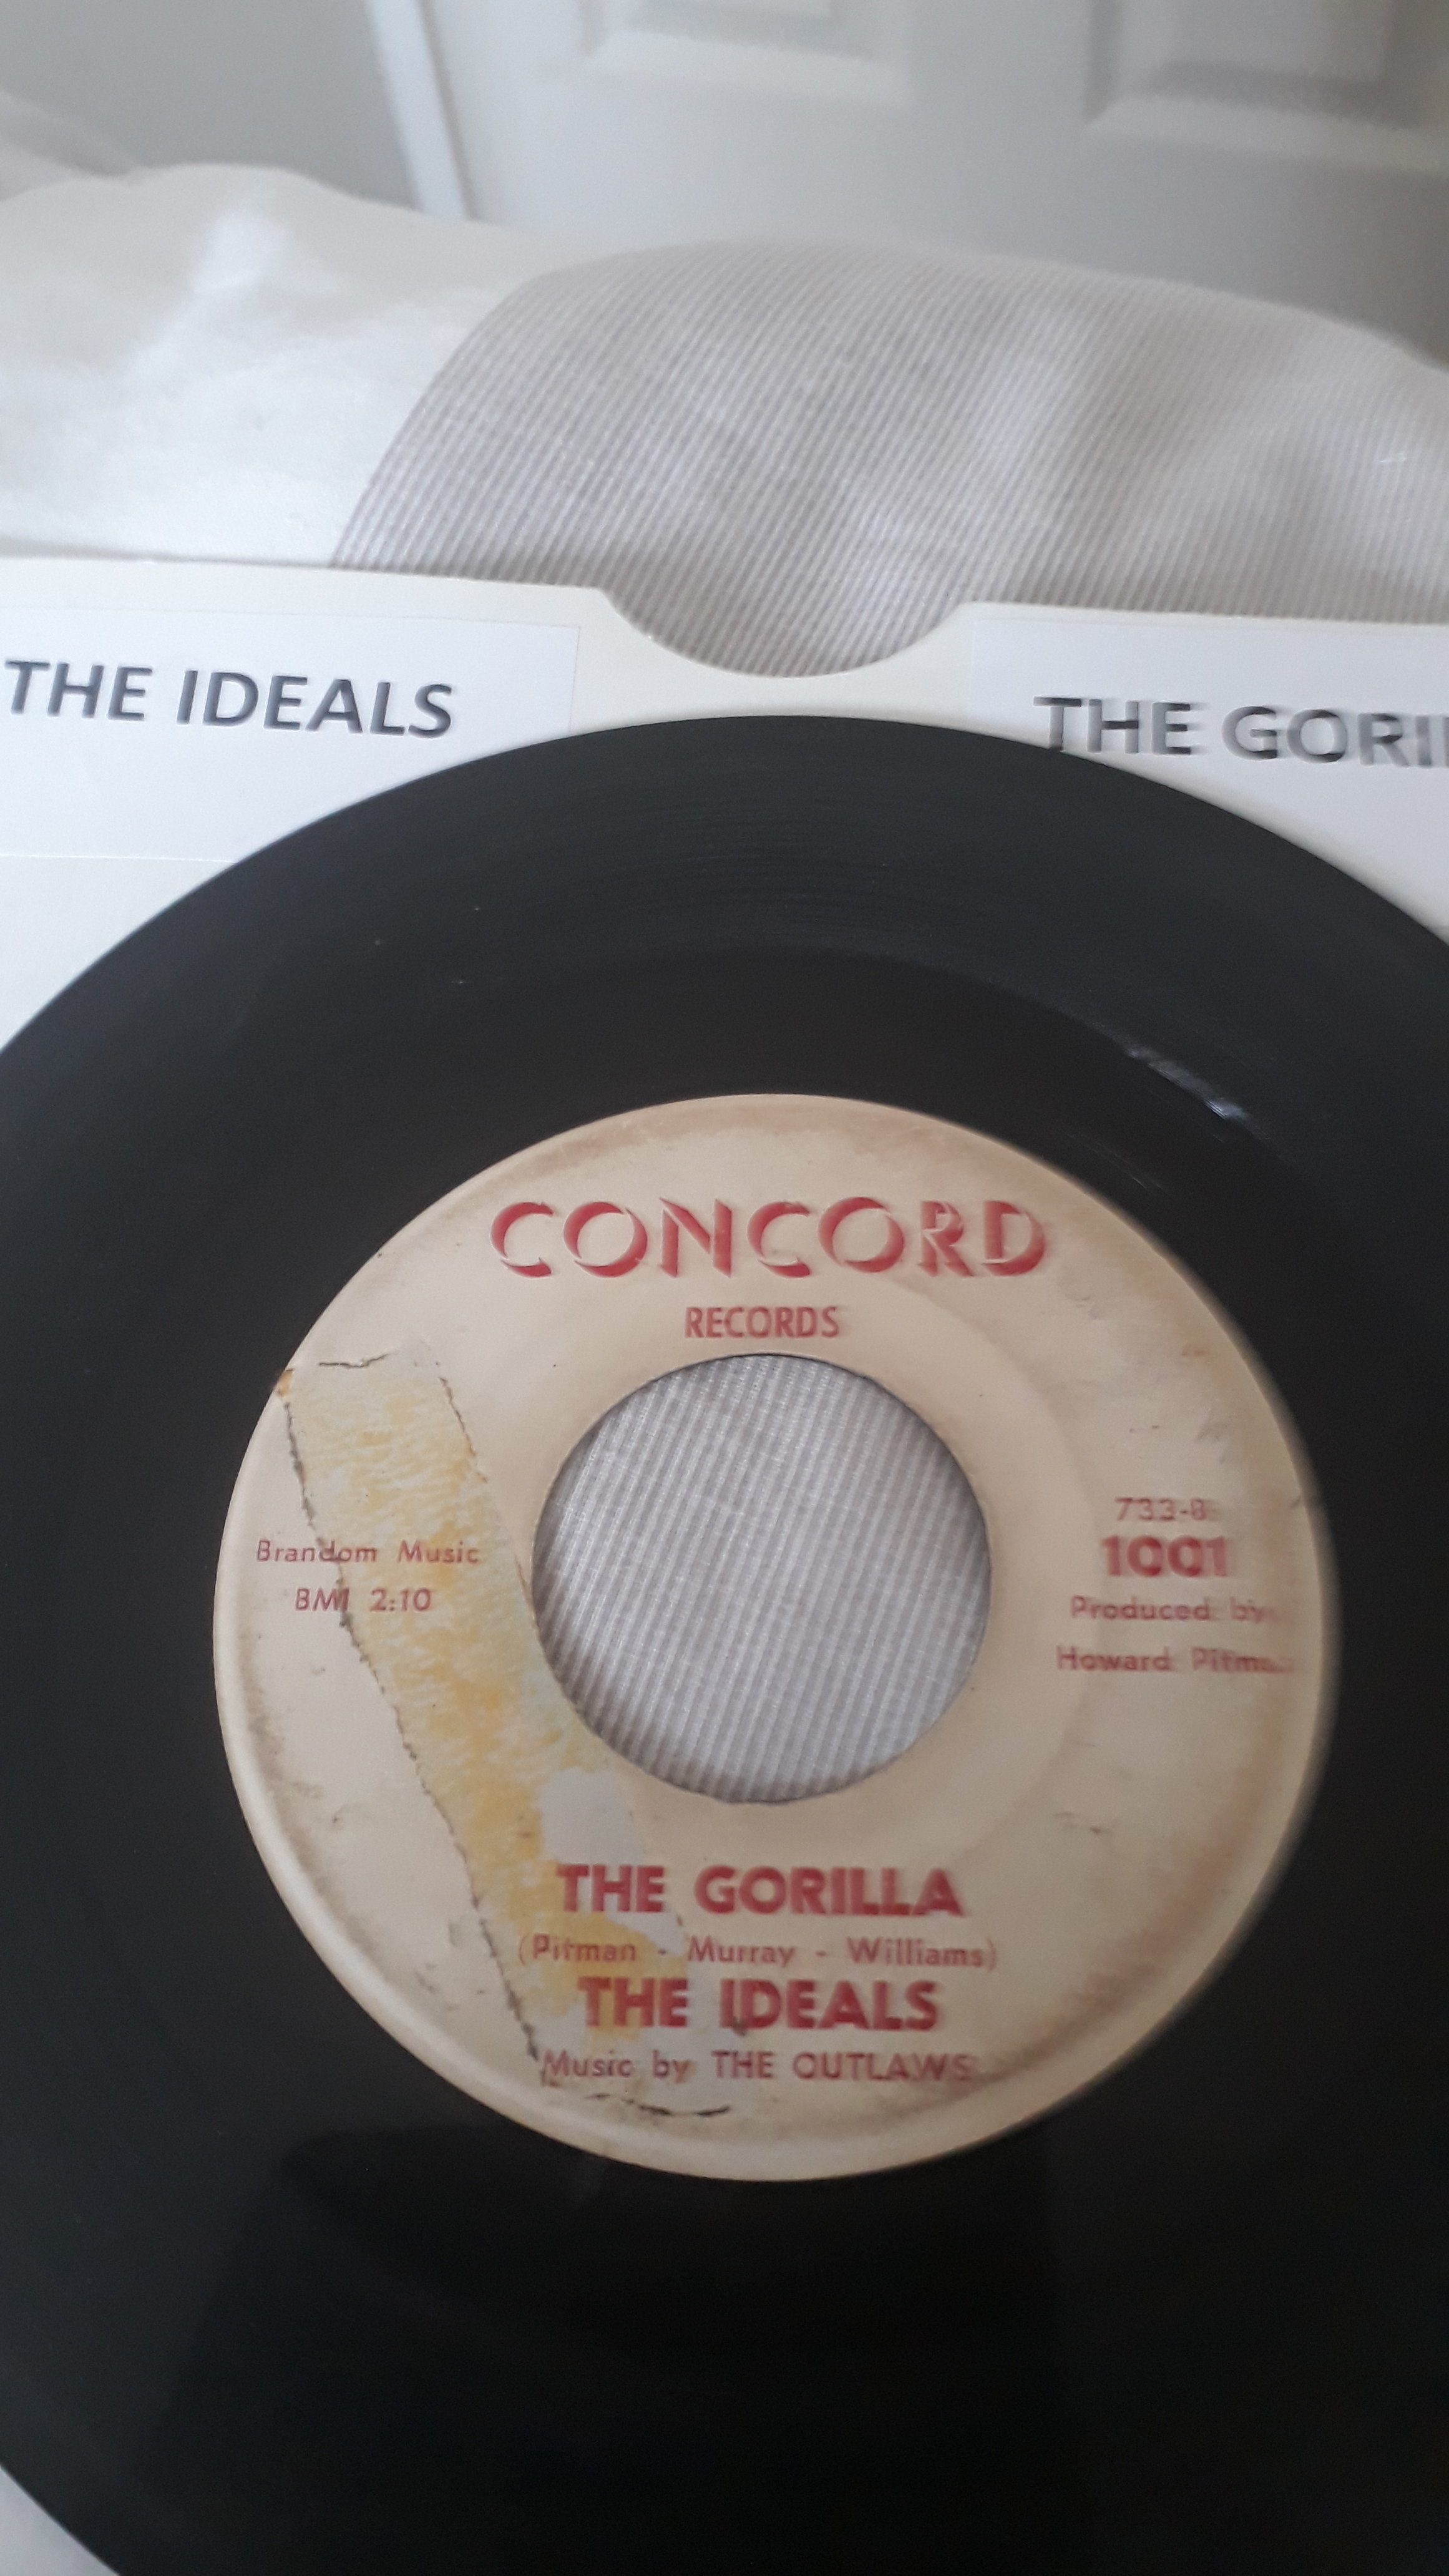 THE IDEALS
THE
CONCORD
RECORDS
733-8
1001
Brandom Music
BMI 2:10
Produced by
Howard
THE GORILLA
(Pitman - Murray - Williams)
THE IDEALS
Music by THE OUTLAWS